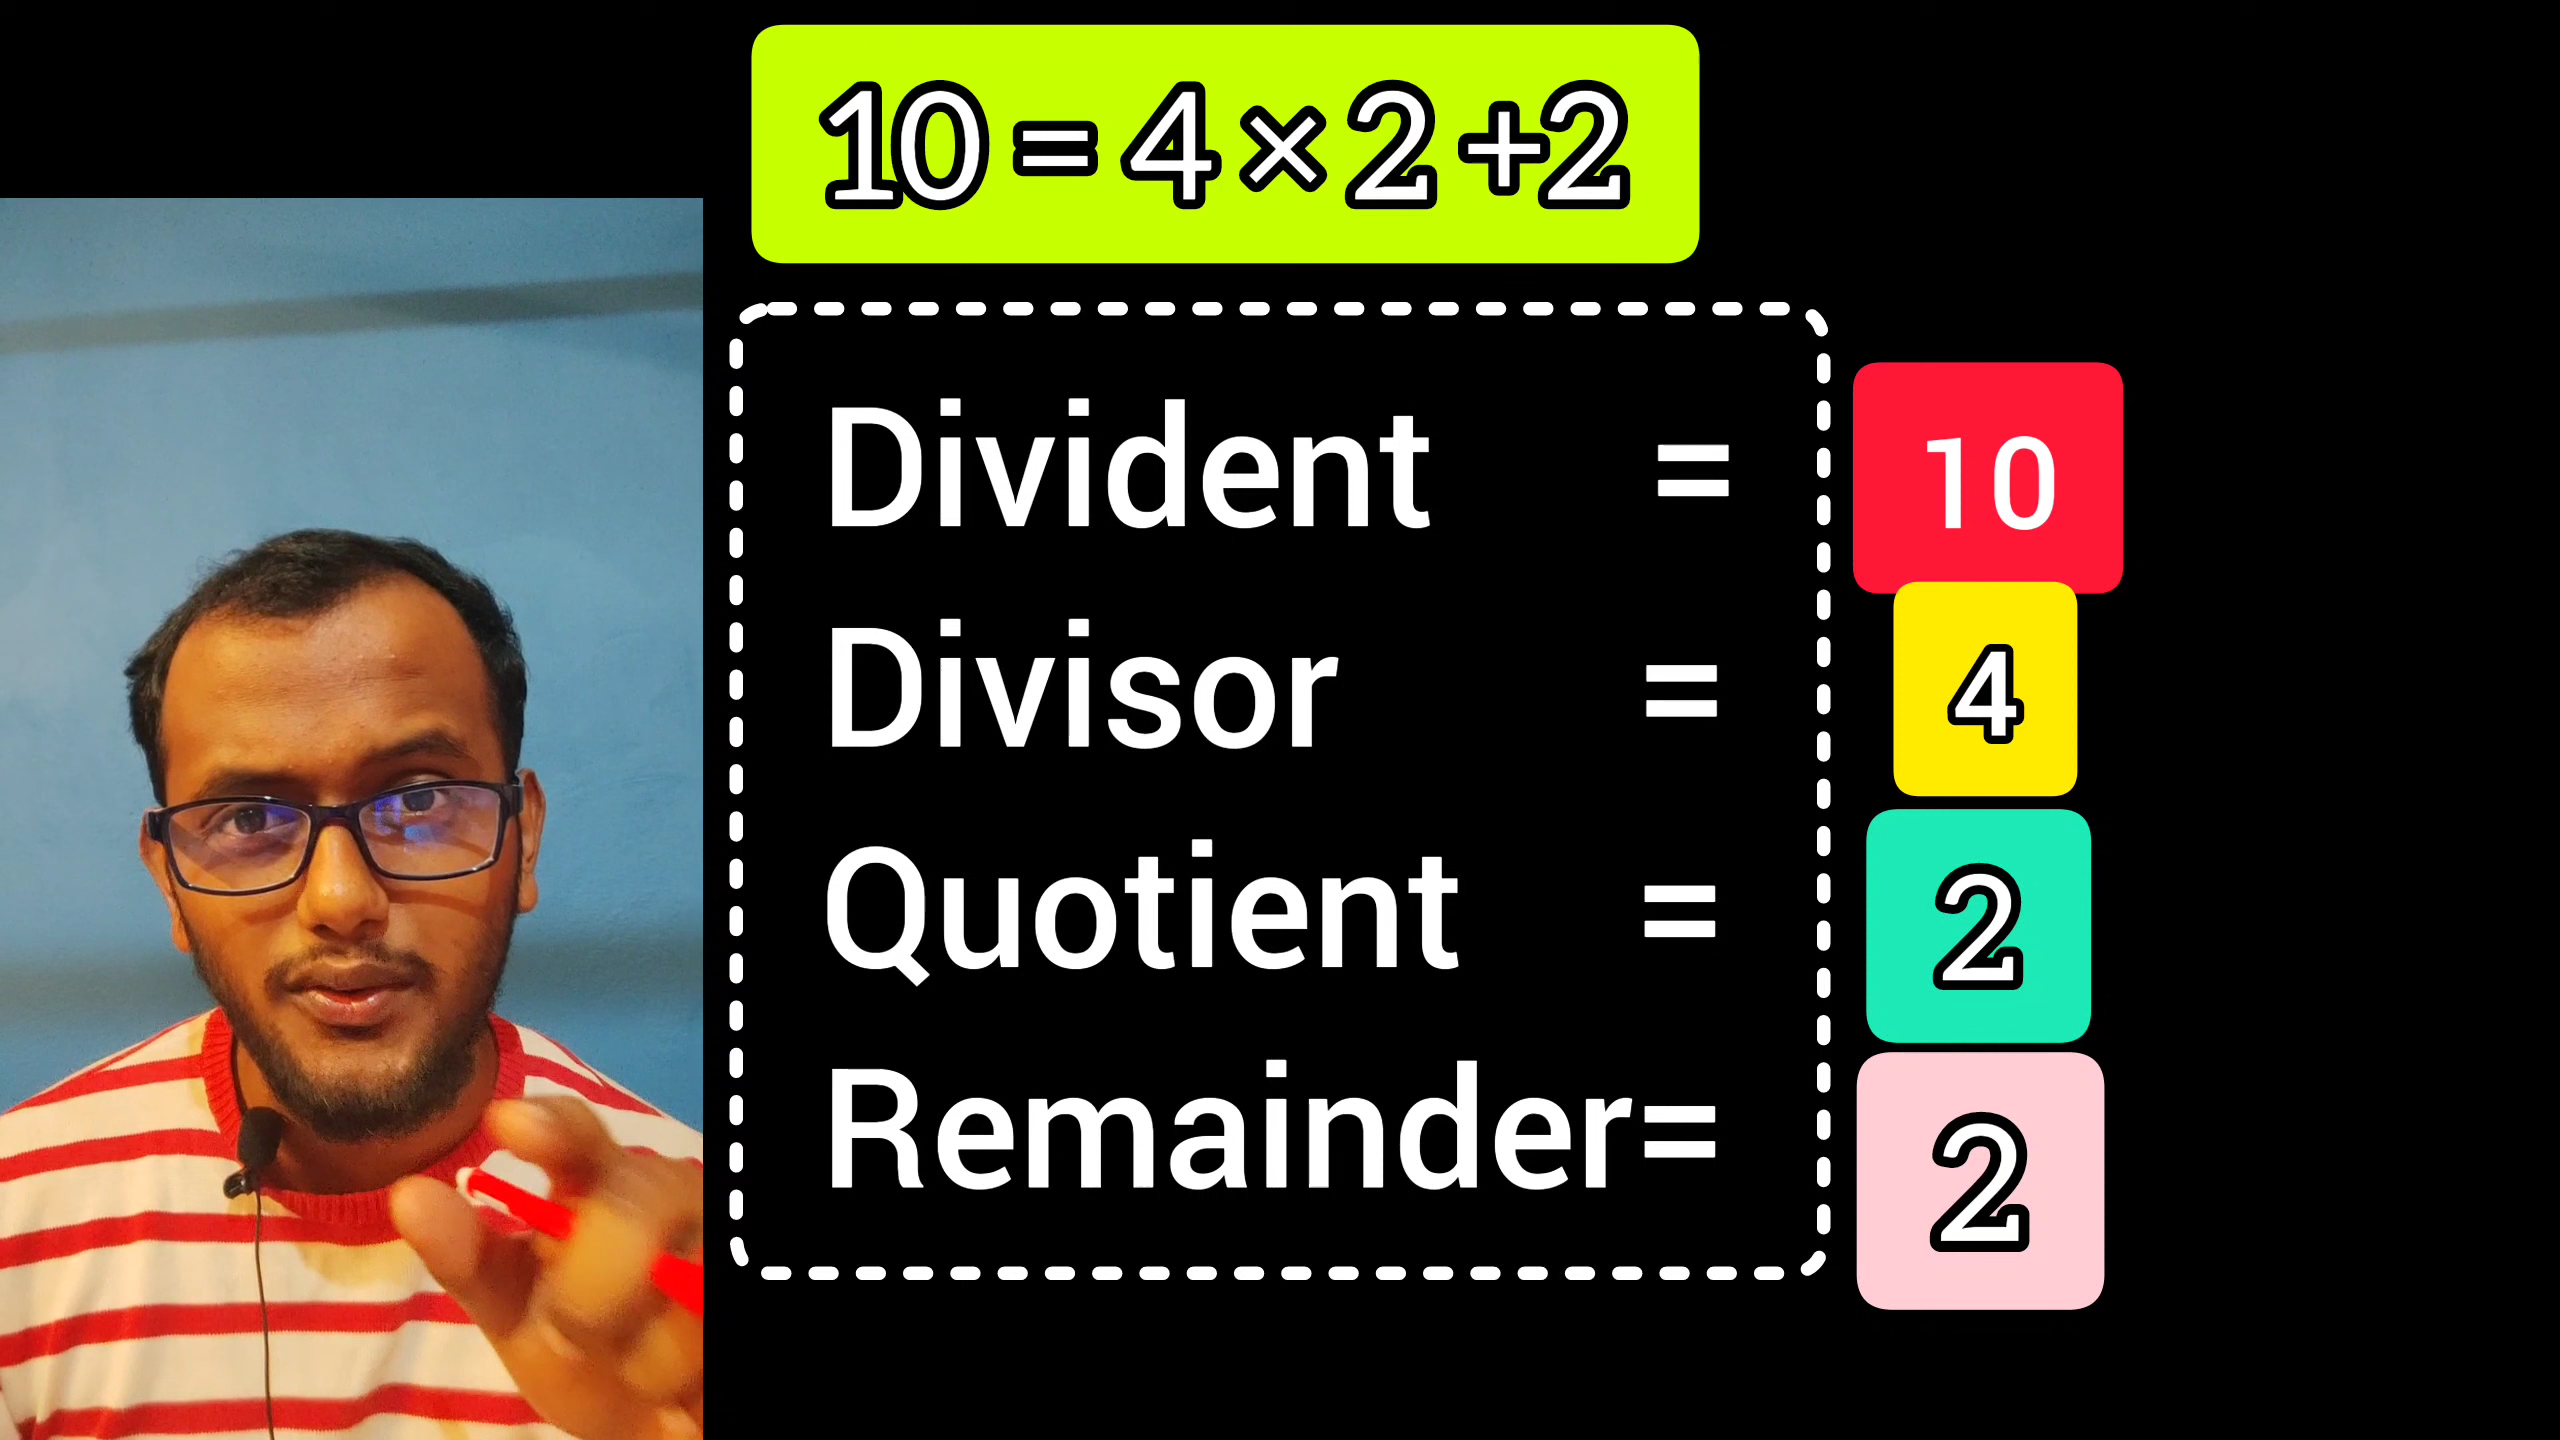 10 = 4 × 2 +2
Divident = 10
Divisor = 4
Quotient = 2
Remainder= 2